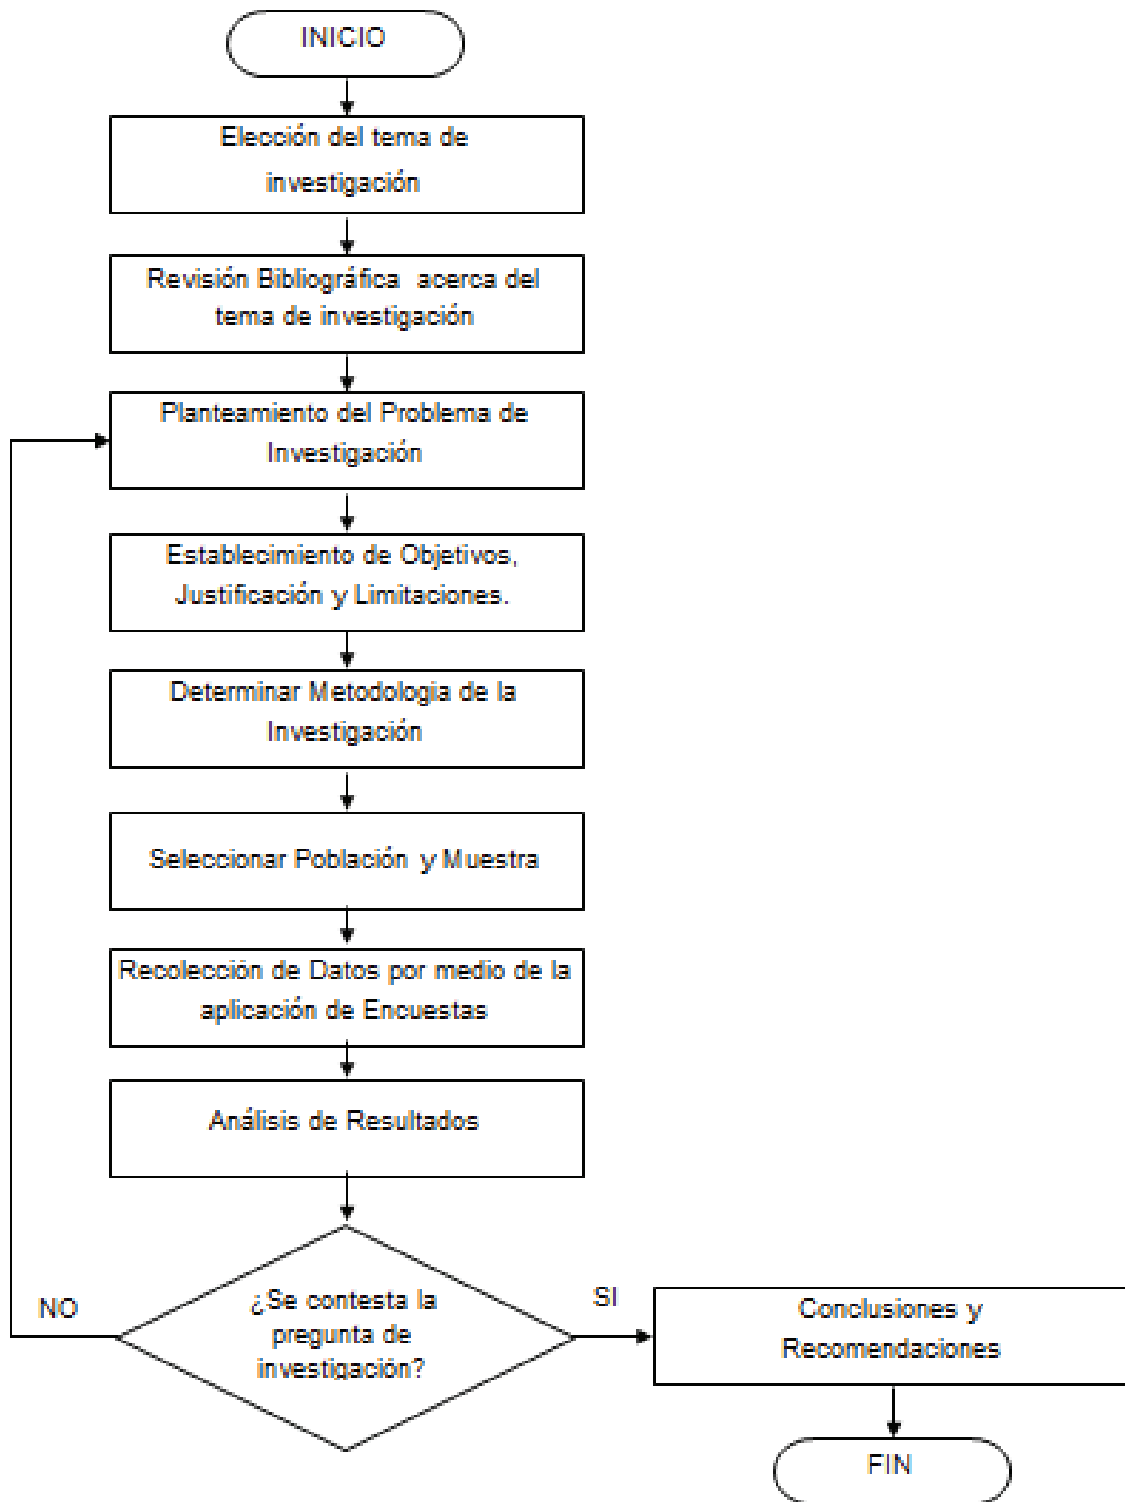 INICIO
Elección del tema de
investigación
Revisión Bibliográfica acerca del
tema de investigación
Planteamiento del Problema de
Investigación
Establecimiento de Objetivos,
Justificación y Limitaciones.
Determinar Metodologia de la
Investigación
Seleccionar Población y Muestra
Recolección de Datos por medio de la
aplicación de Encuestas
Análisis de Resultados
¿Se contesta la
pregunta de
investigación?
NO
SI
Conclusiones y
Recomendaciones
FIN